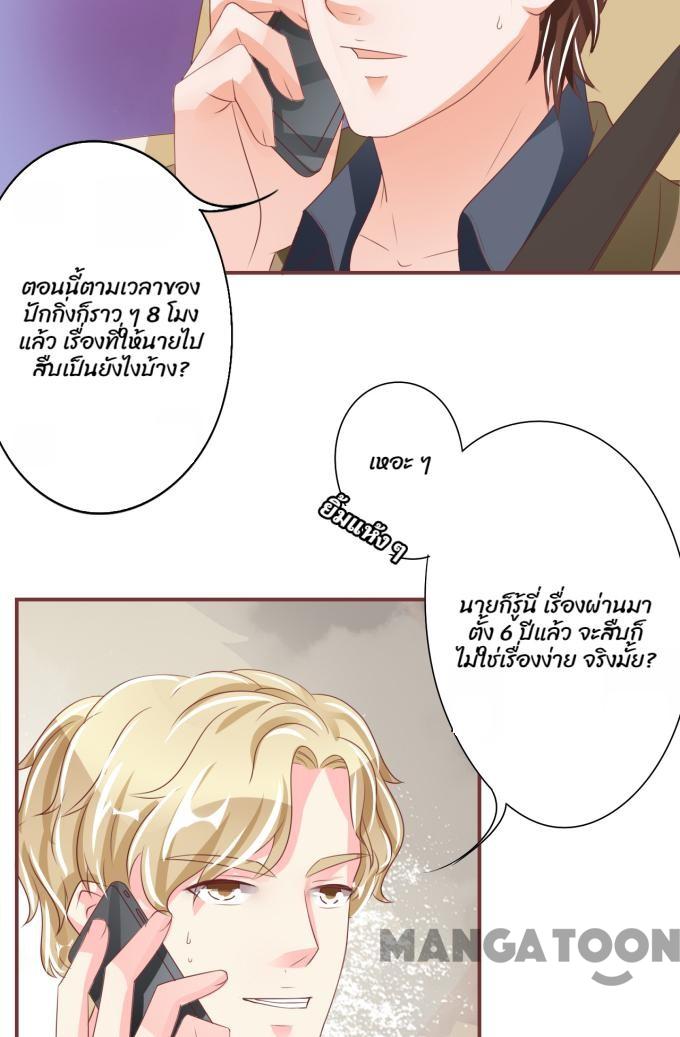 ตอนนี้ตามเวลาของ
ปักกิ่งก็ราว ๆ 8 โมง
แล้ว เรื่องที่ให้นายไป
สืบเป็นยังไงบ้าง?
เหอะ ๆ
ยิ้มแห้ง ๆ
นายก็รู้นี่ เรื่องผ่านมา
ตั้ง 6 ปีแล้ว จะสืบก็
ไม่ใช่เรื่องง่าย จริงมั้ย?
MANGATOON